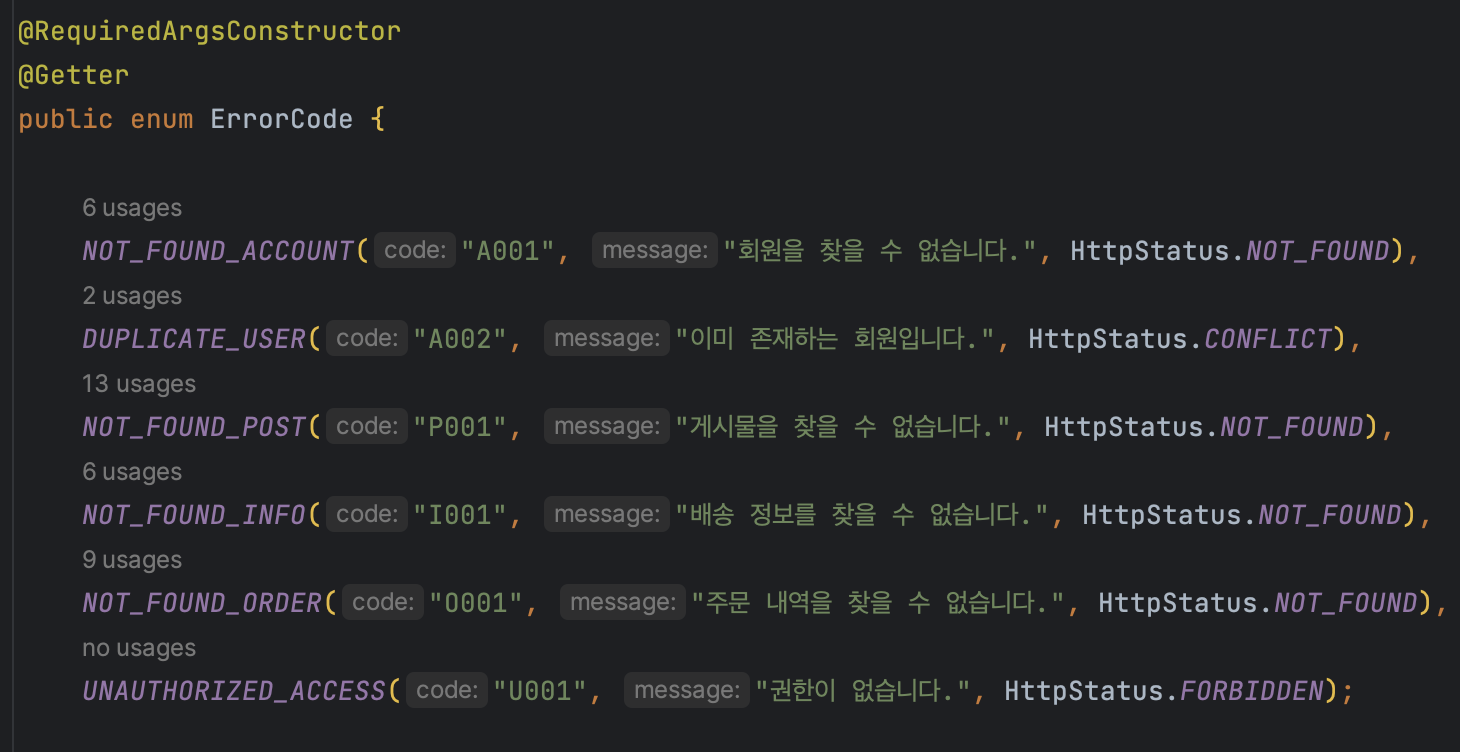 @RequiredArgsConstructor
@Getter
public enum ErrorCode {
6 usages
NOT_FOUND_ACCOUNT( code: "A001", message: "회원을 찾을 수 없습니다.", HttpStatus.NOT_FOUND),
2 usages
DUPLICATE_USER( code: "A002", message: "이미 존재하는 회원입니다.", HttpStatus.CONFLICT),
13 usages
NOT_FOUND_POST( code: "P001", message: "게시물을 찾을 수 없습니다.", HttpStatus.NOT_FOUND),
6 usages
NOT_FOUND_INFO( code: "I001", message: "배송 정보를 찾을 수 없습니다.", HttpStatus.NOT_FOUND),
9 usages
NOT_FOUND_ORDER( code: "O001", message: "주문 내역을 찾을 수 없습니다.", HttpStatus.NOT_FOUND),
no usages
UNAUTHORIZED_ACCESS( code: "U001", message: "권한이 없습니다.", HttpStatus.FORBIDDEN);